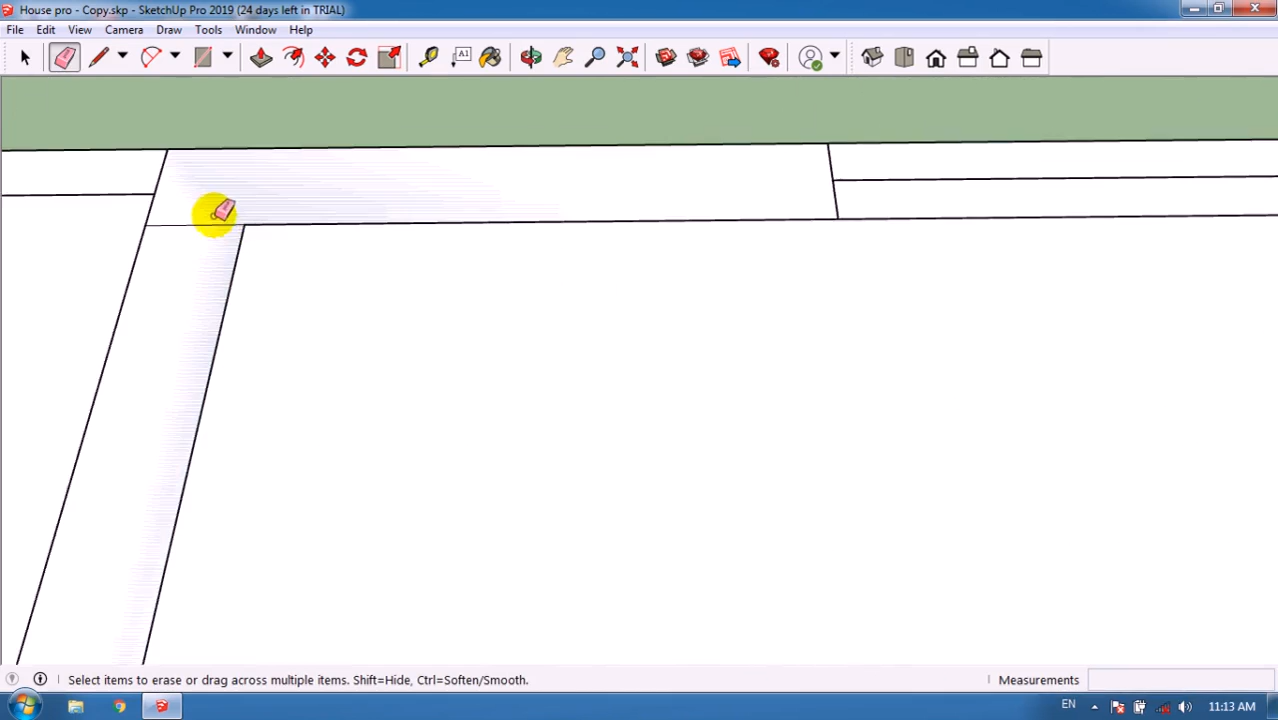 House pro - Copy.skp - SketchUp Pro 2019 (24 days left in TRIAL)
File Edit View Camera Draw Tools Window Help
A1
Select items to erase or drag across multiple items. Shift=Hide, Ctrl=Soften/Smooth.
Measurements
EN
11:13 AM